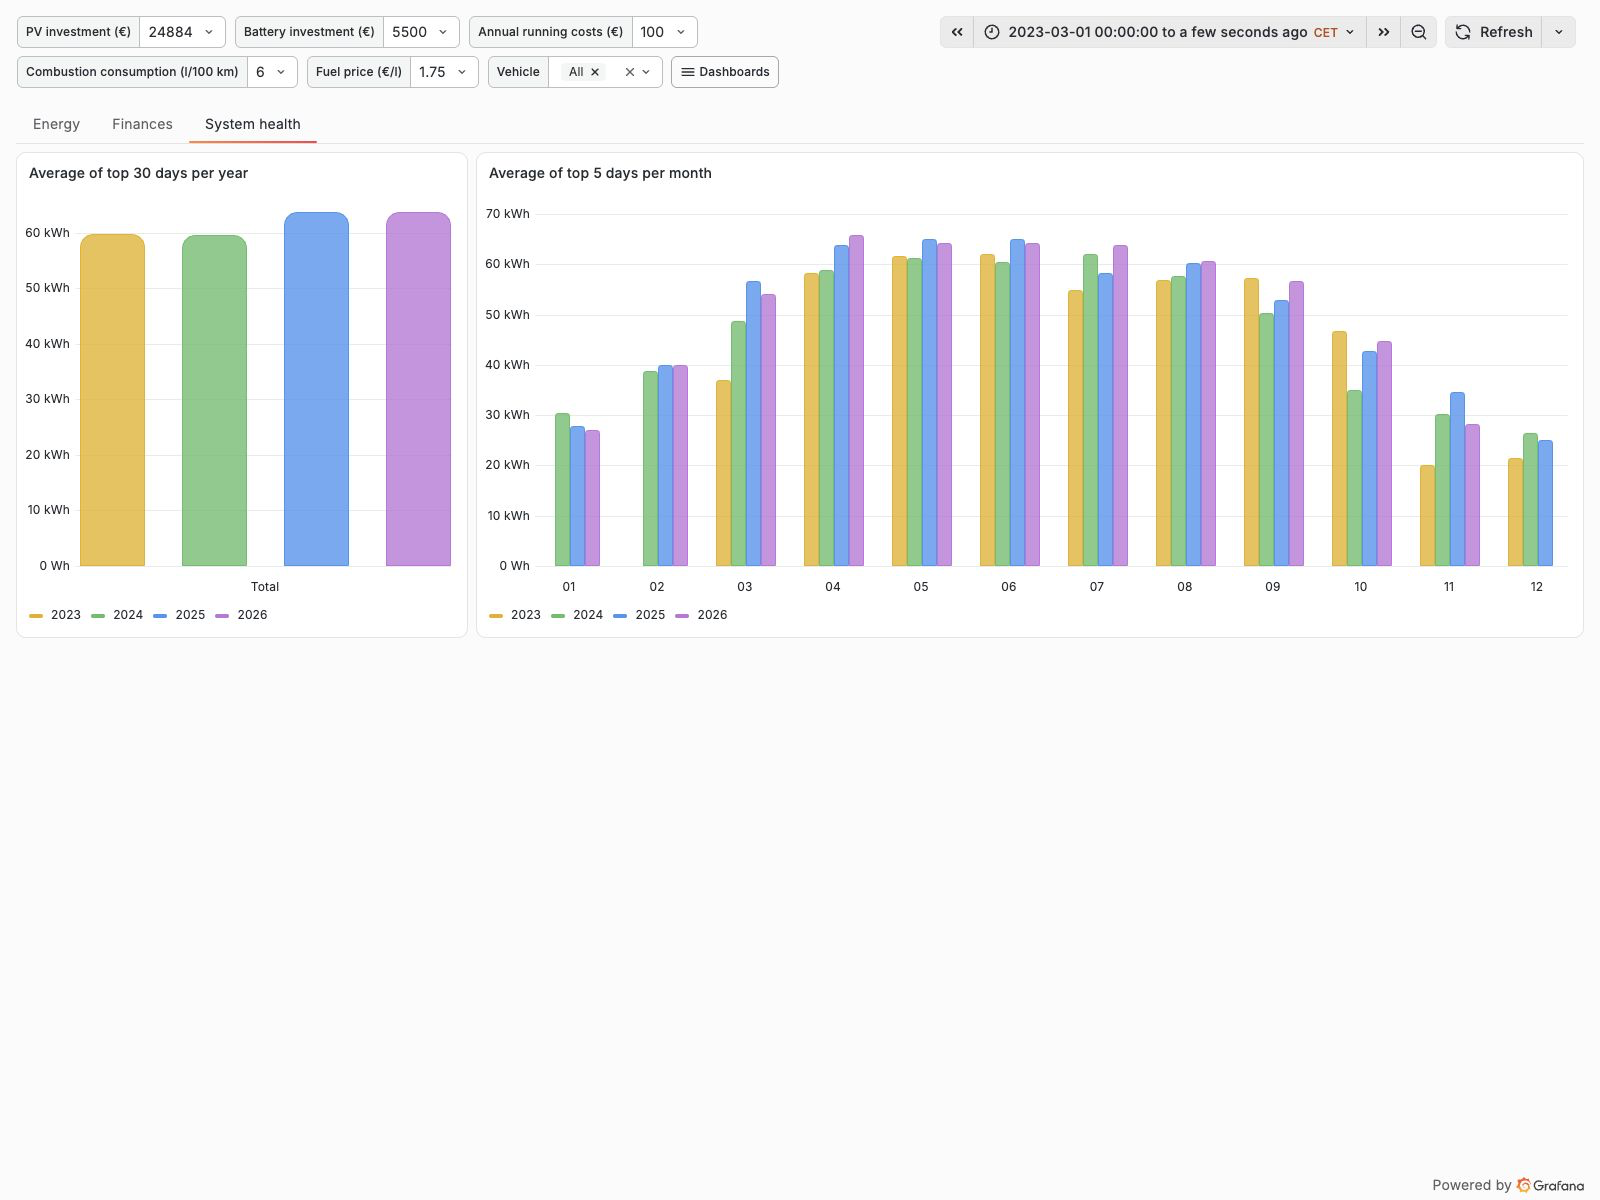 PV investment (€) 24884 Battery investment (€) 5500 Annual running costs (€) 100 2023-03-01 00:00:00 to a few seconds ago CET Refresh
Combustion consumption (l/100 km) 6 Fuel price (€/l) 1.75 Vehicle All Dashboards
Energy Finances System health
Average of top 30 days per year
60 kWh
50 kWh
40 kWh
30 kWh
20 kWh
10 kWh
0 Wh
Total
2023 2024 2025 2026
Average of top 5 days per month
70 kWh
60 kWh
50 kWh
40 kWh
30 kWh
20 kWh
10 kWh
0 Wh
01 02 03 04 05 06 07 08 09 10 11 12
2023 2024 2025 2026
Powered by Grafana